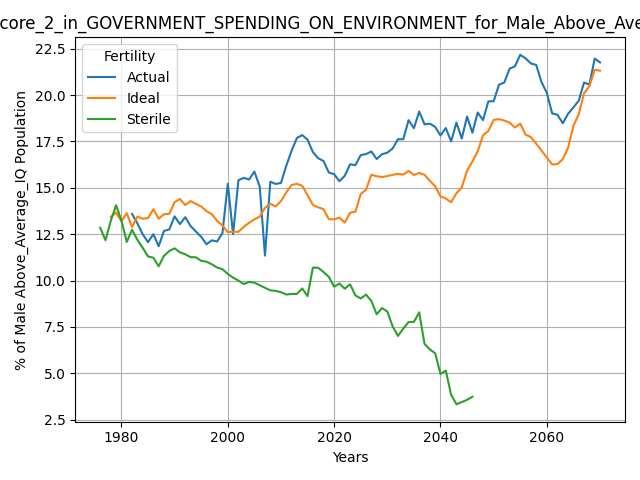 core_2_in_GOVERNMENT_SPENDING_ON_ENVIRONMENT_for_Male_Above_Ave
22.5
20.0
17.5
15.0
12.5
10.0
7.5
5.0
2.5
% of Male Above_Average_IQ Population
Fertility
Actual
Ideal
Sterile
1980
2000
2020
2040
2060
Years